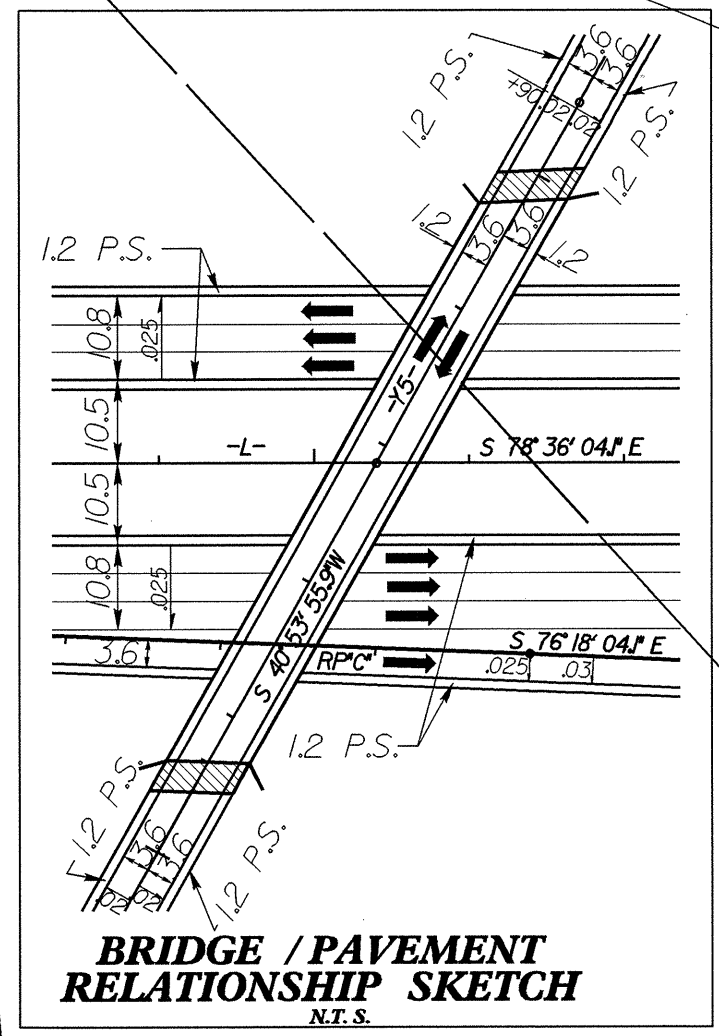 1.2 P.S.
3.6
3.6
+90
.02
.02
1.2 P.S.
1.2
3.6
3.6
1.2
1.2 P.S.
10.8
.025
-Y5-
10.5
-L-
S 78° 36' 04.1" E
10.5
10.8
.025
S 40° 53' 55.9" W
S 76° 18' 04.1" E
3.6
RP "C"
.025
.03
1.2 P.S.
1.2 P.S.
3.6
3.6
1.2 P.S.
.02
.02
BRIDGE / PAVEMENT
RELATIONSHIP SKETCH
N.T. S.